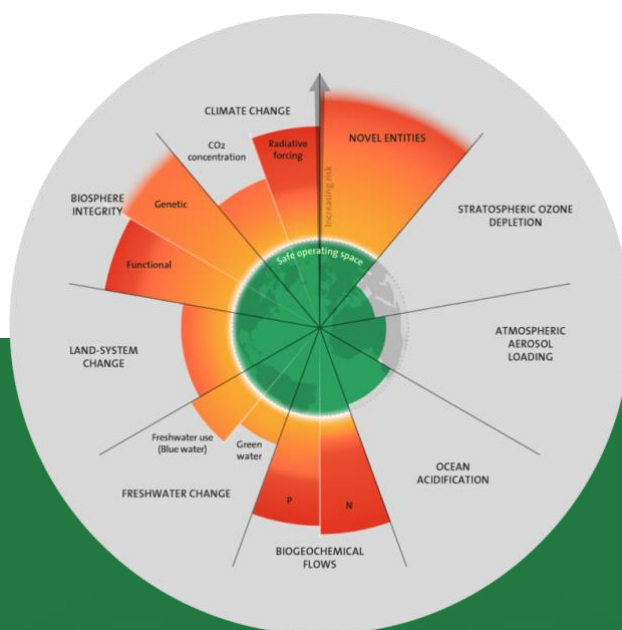 CLIMATE CHANGE
CO₂
concentration
Radiative
forcing
NOVEL ENTITIES
Increasing risk
BIOSPHERE
INTEGRITY
Genetic
Functional
STRATOSPHERIC OZONE
DEPLETION
Safe operating space
LAND-SYSTEM
CHANGE
ATMOSPHERIC
AEROSOL
LOADING
Freshwater use
(Blue water)
Green
water
FRESHWATER CHANGE
OCEAN
ACIDIFICATION
P
N
BIOGEOCHEMICAL
FLOWS